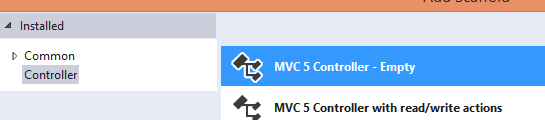 Installed
Common
Controller
MVC 5 Controller - Empty
MVC 5 Controller with read/write actions